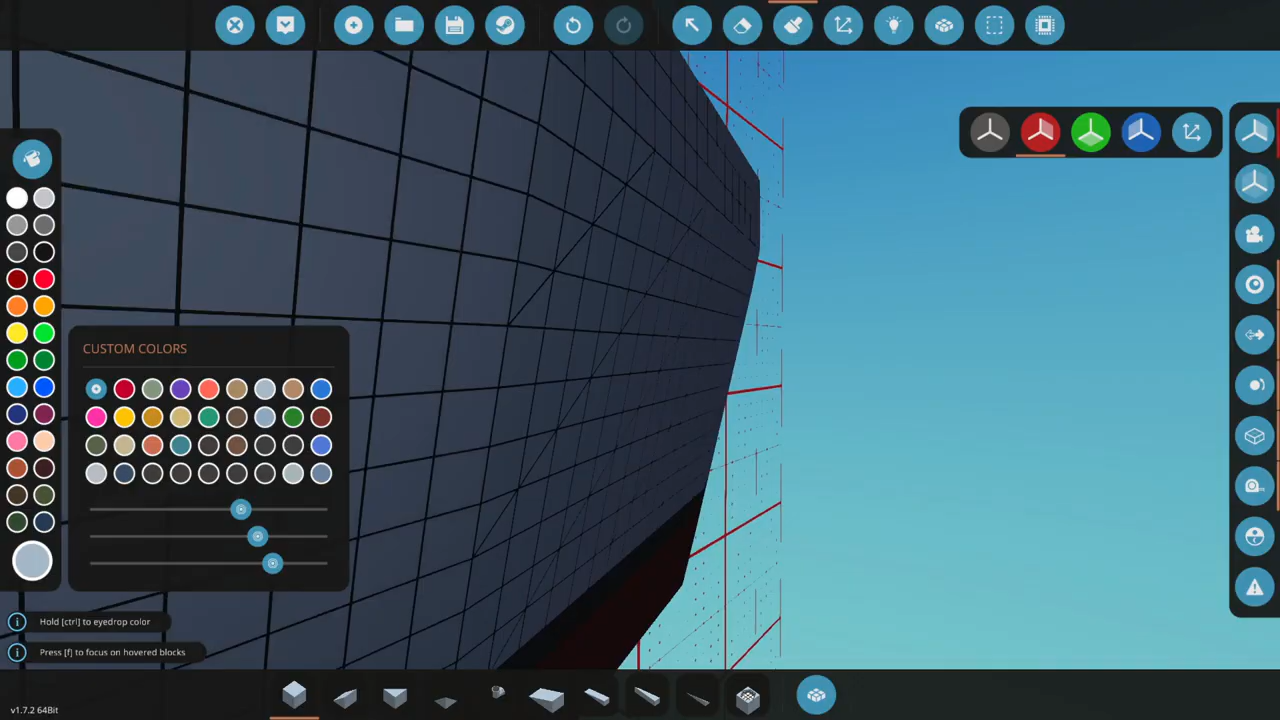 CUSTOM COLORS
Hold [ctrl] to eyedrop color
Press [f] to focus on hovered blocks
v1.7.2 64Bit